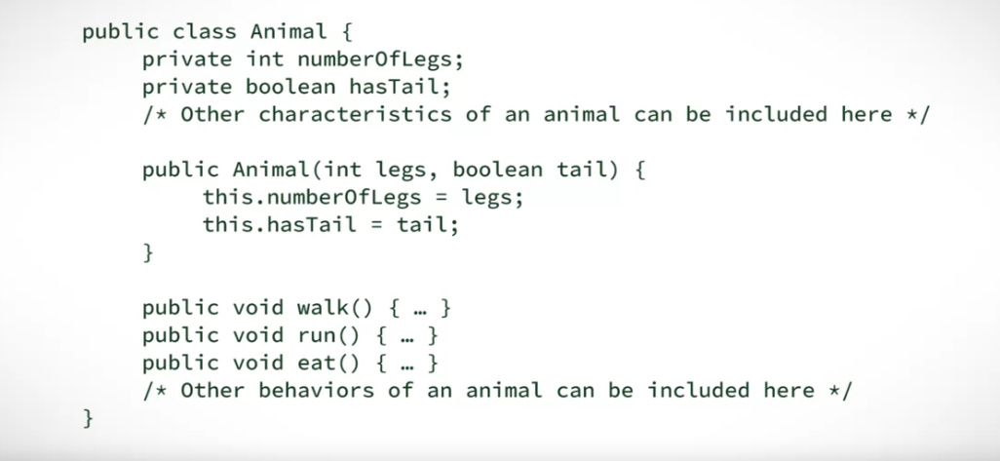 public class Animal {
private int numberOfLegs;
private boolean hasTail;
/* Other characteristics of an animal can be included here */
public Animal(int legs, boolean tail) {
this.numberOfLegs = legs;
this.hasTail = tail;
}
public void walk() { … }
public void run() { … }
public void eat() { … }
/* Other behaviors of an animal can be included here */
}